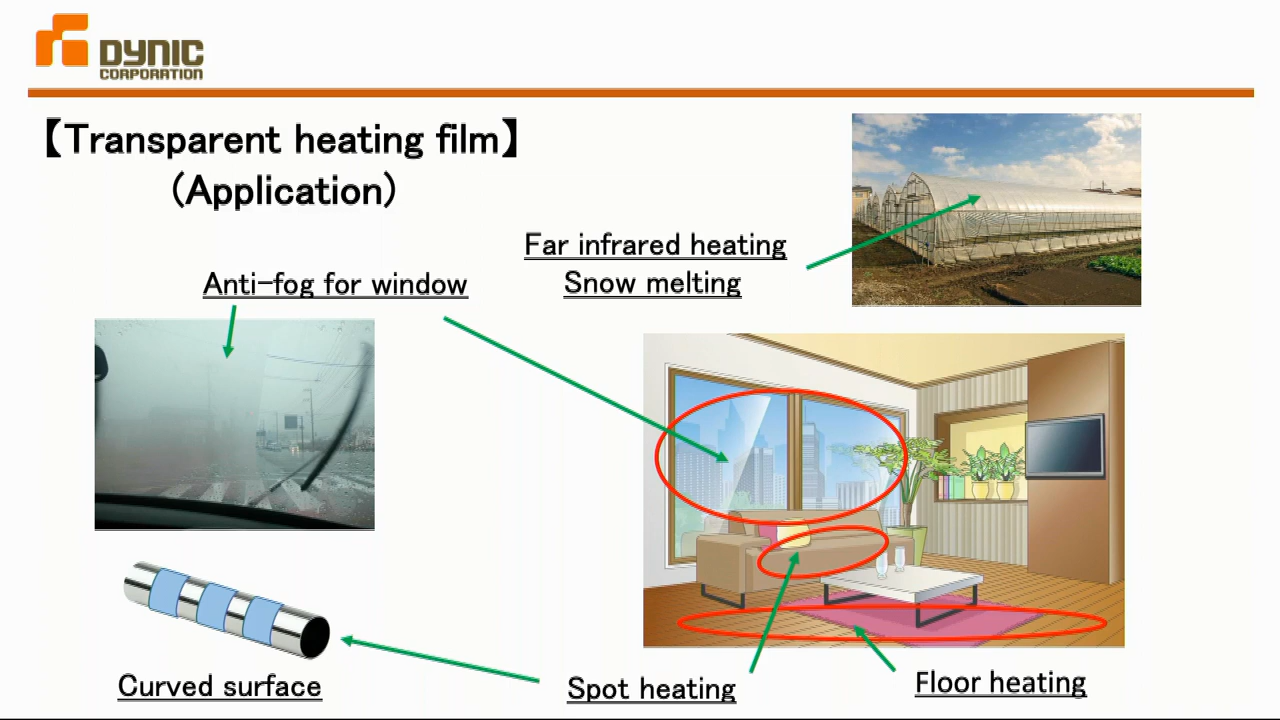 DYNIC
CORPORATION
【Transparent heating film】
(Application)
Far infrared heating
Snow melting
Anti-fog for window
Curved surface
Spot heating
Floor heating